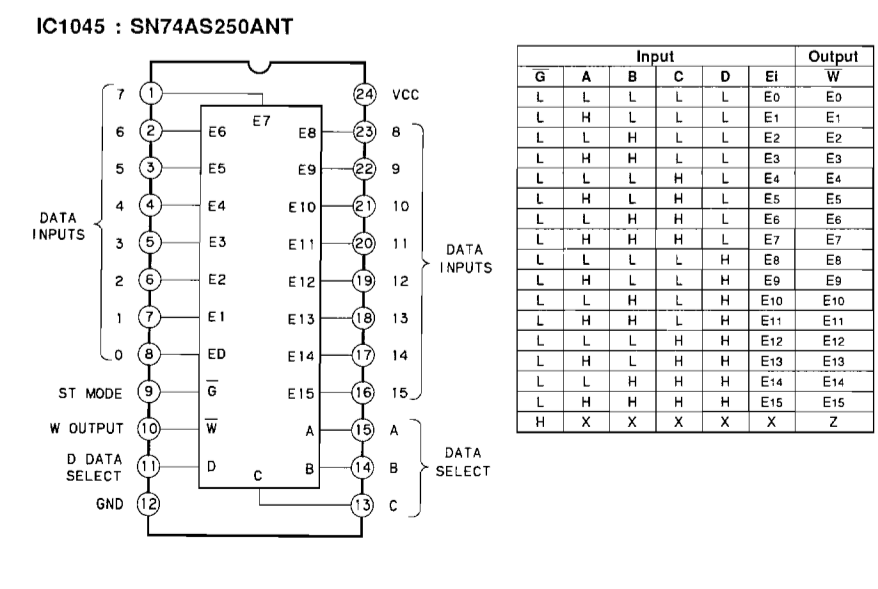 IC1045 : SN74AS250ANT
7 1 E7 24 VCC
6 2 E6 E8 23 8
5 3 E5 E9 22 9
4 4 E4 E10 21 10
DATA INPUTS
3 5 E3 E11 20 11
DATA INPUTS
2 6 E2 E12 19 12
1 7 E1 E13 18 13
0 8 ED E14 17 14
ST MODE 9 G̅ E15 16 15
W OUTPUT 10 W̅ A 15 A
D DATA SELECT 11 D B 14 B
DATA SELECT
GND 12 C 13 C
Input Output
G̅ A B C D Ei W̅
L L L L L E0 E0
L H L L L E1 E1
L L H L L E2 E2
L H H L L E3 E3
L L L H L E4 E4
L H L H L E5 E5
L L H H L E6 E6
L H H H L E7 E7
L L L L H E8 E8
L H L L H E9 E9
L L H L H E10 E10
L H H L H E11 E11
L L L H H E12 E12
L H L H H E13 E13
L L H H H E14 E14
L H H H H E15 E15
H X X X X X Z